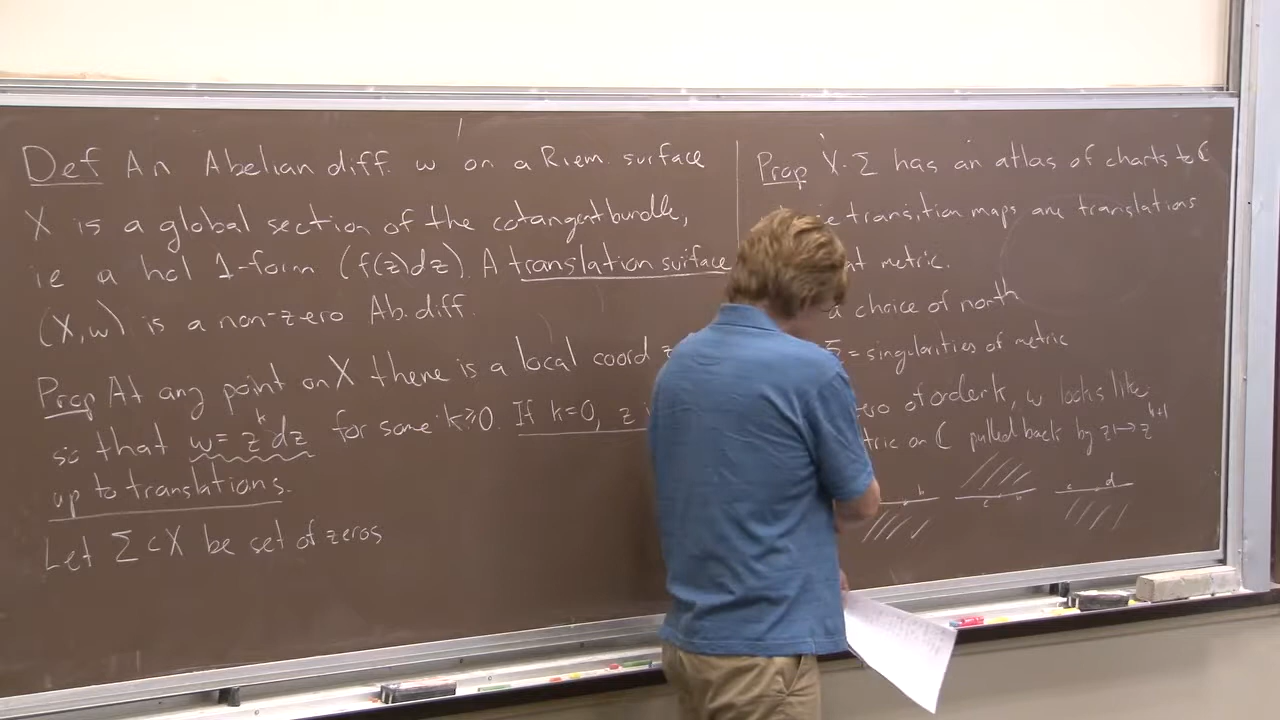 Def An Abelian diff. ω on a Riem. surface
X is a global section of the cotangent bundle,
ie a hol 1-form (f(z)dz). A translation surface
(X,ω) is a non-zero Ab. diff.
Prop At any point on X there is a local coord z
so that ω = z^k dz for some k≥0. If k=0, z
up to translations.
Let Σ ⊂ X be set of zeros
Prop X-Σ has an atlas of charts to ℂ
transition maps are translations
metric.
a choice of north
Σ = singularities of metric
of order k, ω looks like
on ℂ pulled back by z ↦ z^{k+1}
b
c
c d